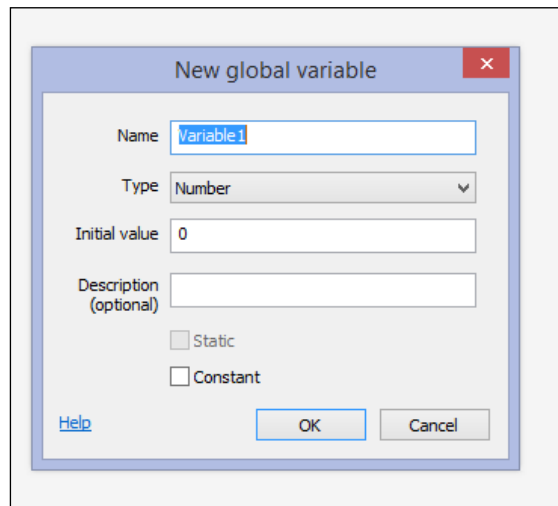 New global variable
Name Variable1
Type Number
Initial value 0
Description
(optional)
Static
Constant
Help OK Cancel